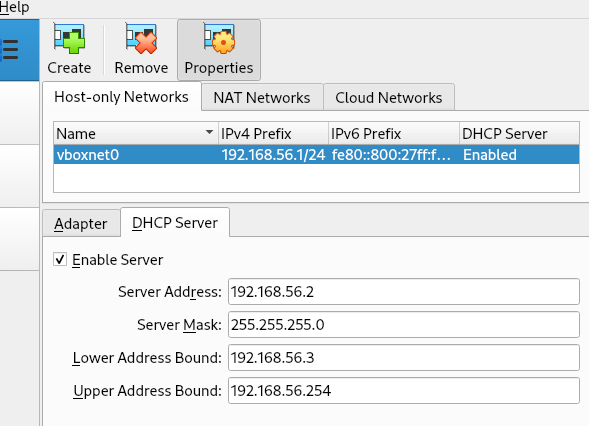 Help
Create Remove Properties
Host-only Networks NAT Networks Cloud Networks
Name IPv4 Prefix IPv6 Prefix DHCP Server
vboxnet0 192.168.56.1/24 fe80::800:27ff:f... Enabled
Adapter DHCP Server
Enable Server
Server Address: 192.168.56.2
Server Mask: 255.255.255.0
Lower Address Bound: 192.168.56.3
Upper Address Bound: 192.168.56.254